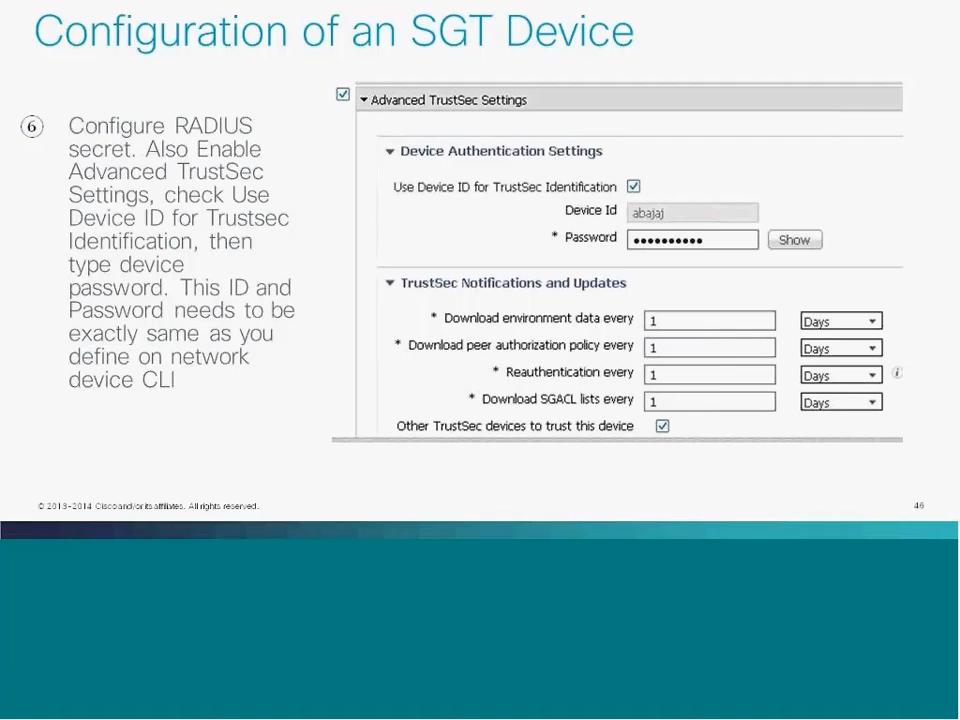 Configuration of an SGT Device
6
Configure RADIUS
secret. Also Enable
Advanced TrustSec
Settings, check Use
Device ID for Trustsec
Identification, then
type device
password. This ID and
Password needs to be
exactly same as you
define on network
device CLI
Advanced TrustSec Settings
Device Authentication Settings
Use Device ID for TrustSec Identification
Device Id abajaj
* Password •••••••••• Show
TrustSec Notifications and Updates
* Download environment data every 1 Days
* Download peer authorization policy every 1 Days
* Reauthentication every 1 Days i
* Download SGACL lists every 1 Days
Other TrustSec devices to trust this device
© 2013-2014 Cisco and/or its affiliates. All rights reserved. 46